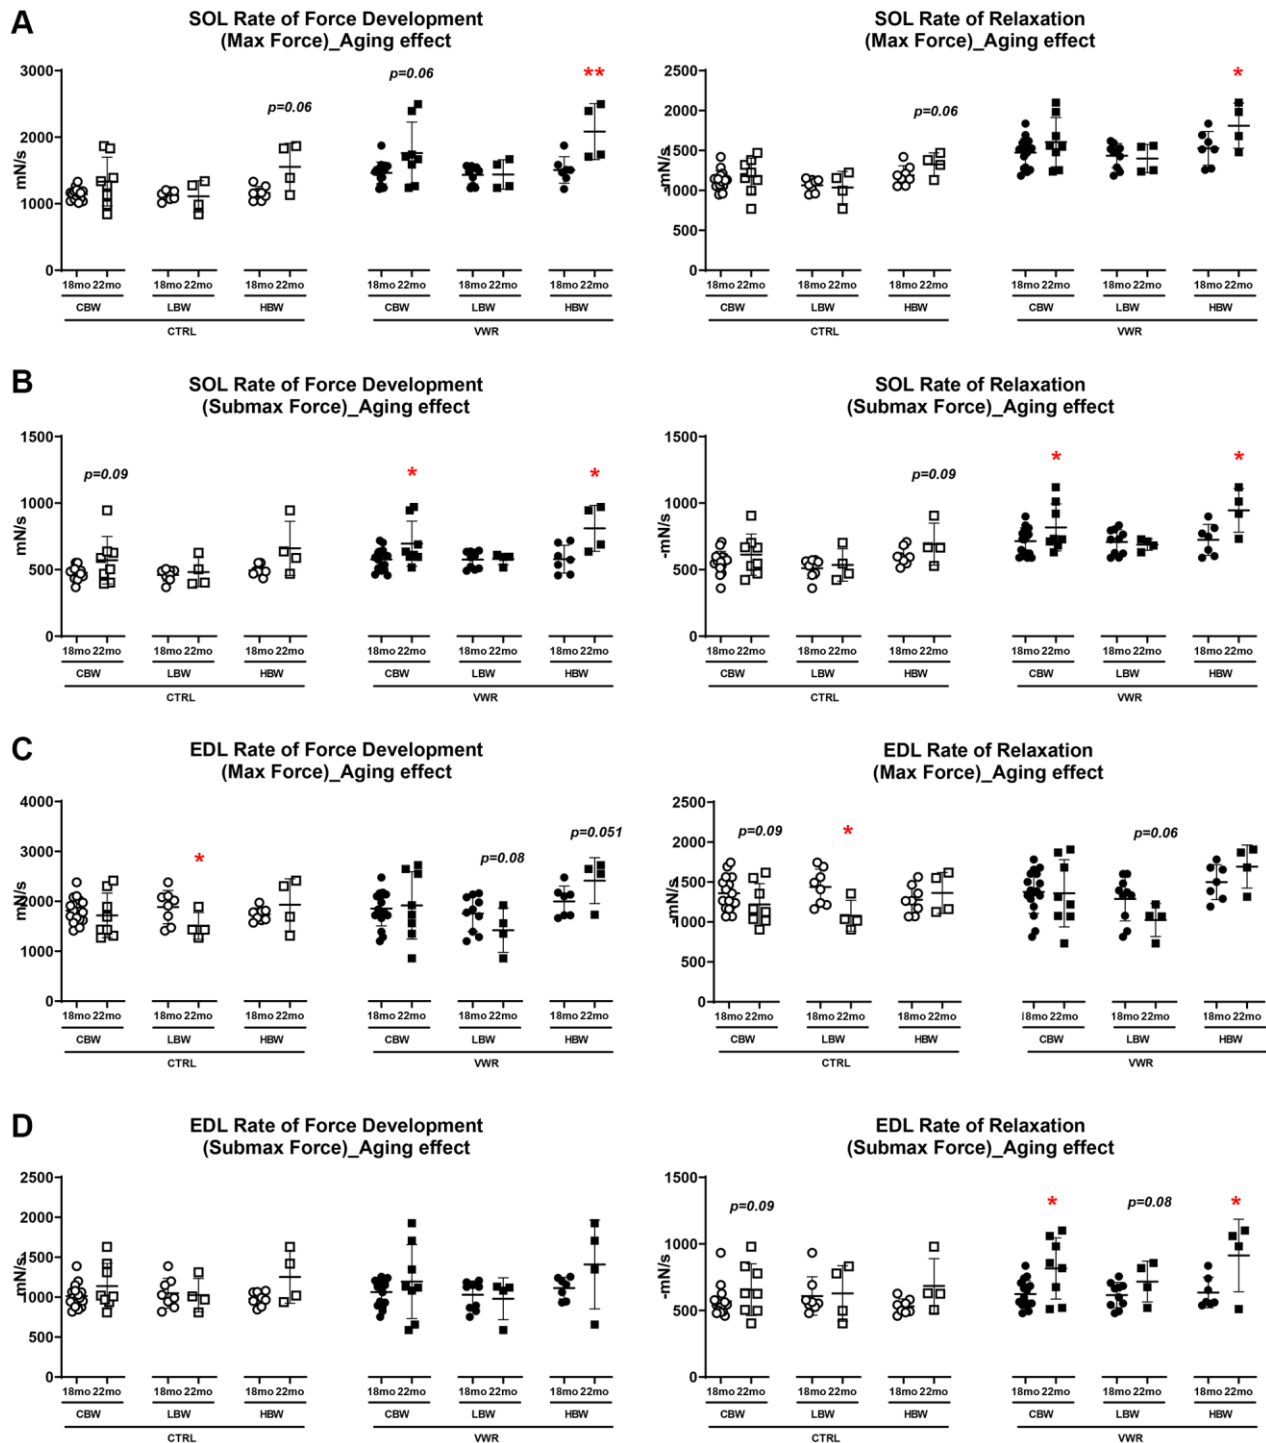 A
SOL Rate of Force Development
(Max Force)_Aging effect
3000
2000
1000
0
mN/s
p=0.06
p=0.06
**
18mo 22mo 18mo 22mo 18mo 22mo 18mo 22mo 18mo 22mo 18mo 22mo
CBW LBW HBW CBW LBW HBW
CTRL VWR
SOL Rate of Relaxation
(Max Force)_Aging effect
2500
2000
1500
1000
500
0
-mN/s
p=0.06
*
18mo 22mo 18mo 22mo 18mo 22mo 18mo 22mo 18mo 22mo 18mo 22mo
CBW LBW HBW CBW LBW HBW
CTRL VWR
B
SOL Rate of Force Development
(Submax Force)_Aging effect
1500
1000
500
0
mN/s
p=0.09
*
*
18mo 22mo 18mo 22mo 18mo 22mo 18mo 22mo 18mo 22mo 18mo 22mo
CBW LBW HBW CBW LBW HBW
CTRL VWR
SOL Rate of Relaxation
(Submax Force)_Aging effect
1500
1000
500
0
-mN/s
p=0.09
*
*
18mo 22mo 18mo 22mo 18mo 22mo 18mo 22mo 18mo 22mo 18mo 22mo
CBW LBW HBW CBW LBW HBW
CTRL VWR
C
EDL Rate of Force Development
(Max Force)_Aging effect
4000
3000
2000
1000
0
mN/s
*
p=0.08
p=0.051
18mo 22mo 18mo 22mo 18mo 22mo 18mo 22mo 18mo 22mo 18mo 22mo
CBW LBW HBW CBW LBW HBW
CTRL VWR
EDL Rate of Relaxation
(Max Force)_Aging effect
2500
2000
1500
1000
500
0
-mN/s
p=0.09
*
p=0.06
18mo 22mo 18mo 22mo 18mo 22mo 18mo 22mo 18mo 22mo 18mo 22mo
CBW LBW HBW CBW LBW HBW
CTRL VWR
D
EDL Rate of Force Development
(Submax Force)_Aging effect
2500
2000
1500
1000
500
0
mN/s
18mo 22mo 18mo 22mo 18mo 22mo 18mo 22mo 18mo 22mo 18mo 22mo
CBW LBW HBW CBW LBW HBW
CTRL VWR
EDL Rate of Relaxation
(Submax Force)_Aging effect
1500
1000
500
0
-mN/s
p=0.09
*
p=0.08
*
18mo 22mo 18mo 22mo 18mo 22mo 18mo 22mo 18mo 22mo 18mo 22mo
CBW LBW HBW CBW LBW HBW
CTRL VWR